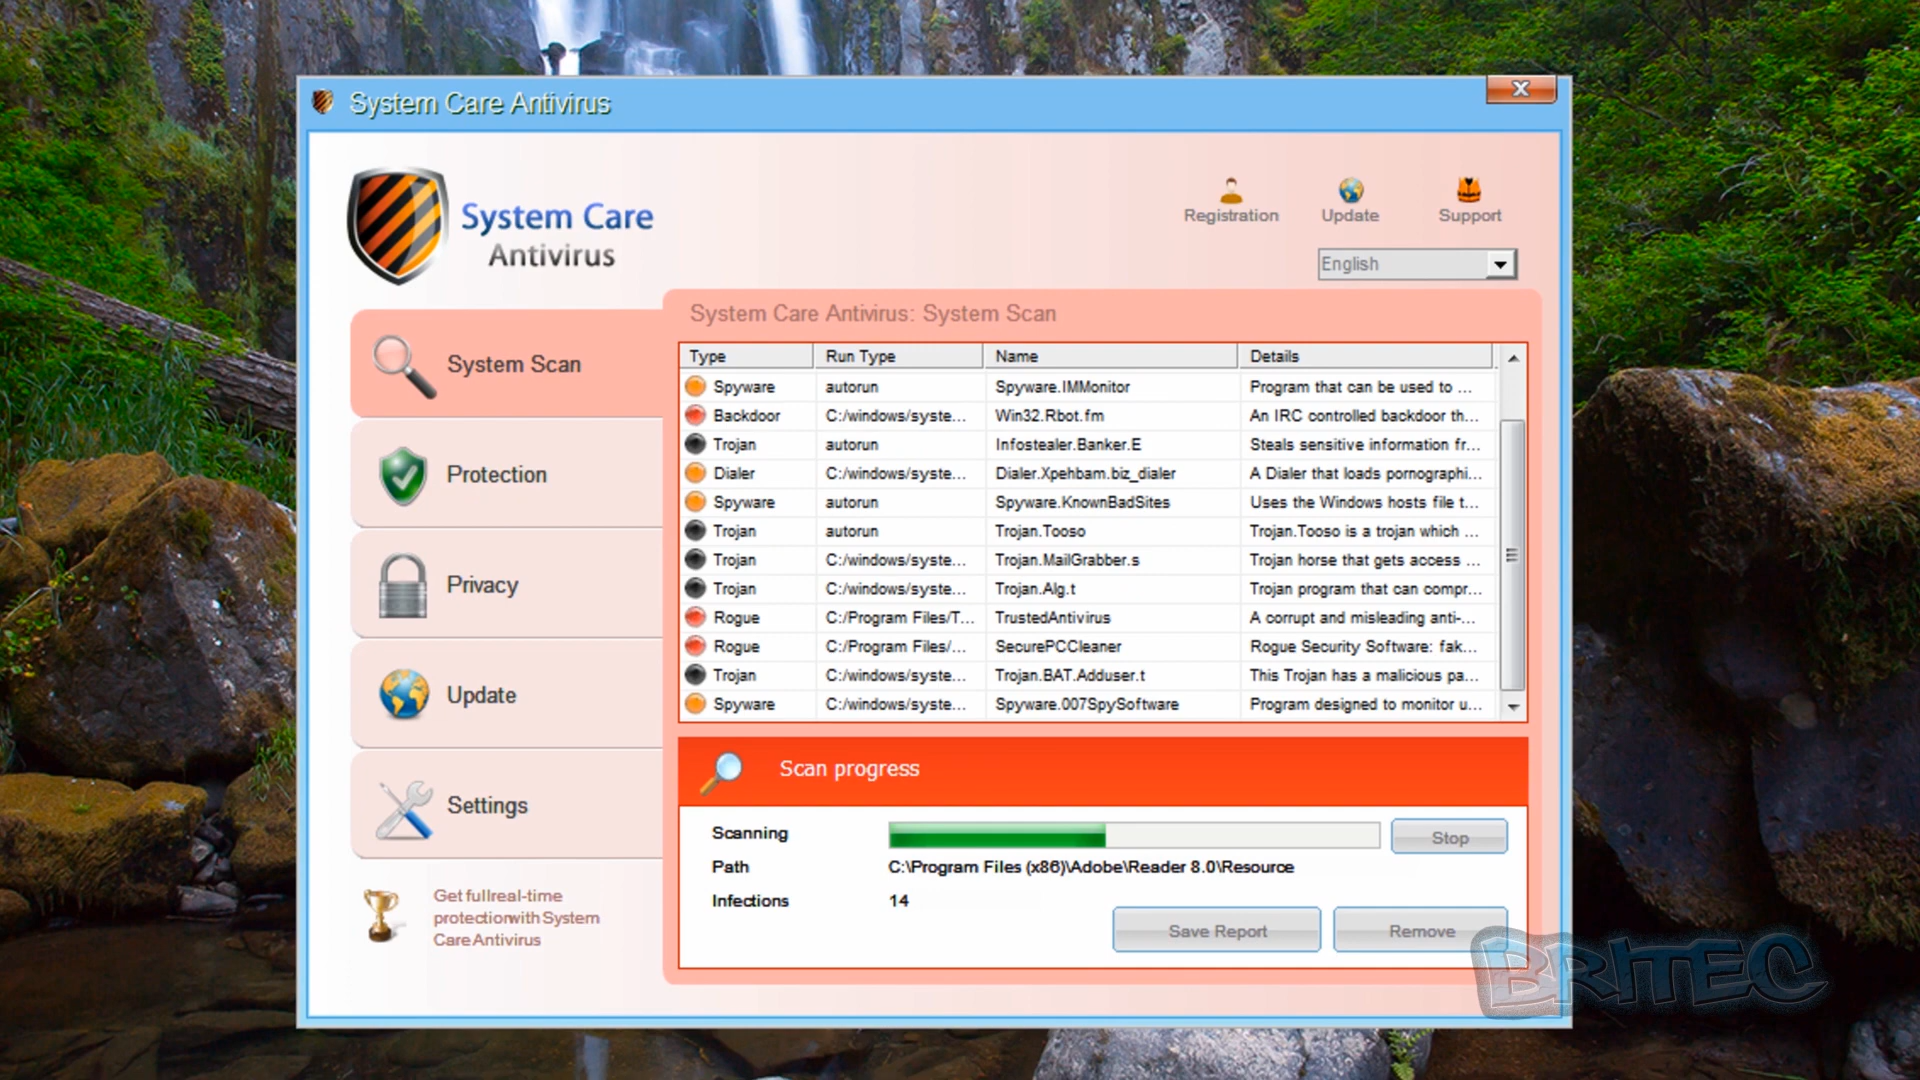 System Care Antivirus
System Care
Antivirus
Registration
Update
Support
English
System Scan
Protection
Privacy
Update
Settings
Get fullreal-time
protectionwith System
Care Antivirus
System Care Antivirus: System Scan
Type Run Type Name Details
Spyware autorun Spyware.IMMonitor Program that can be used to ...
Backdoor C:/windows/syste... Win32.Rbot.fm An IRC controlled backdoor th...
Trojan autorun Infostealer.Banker.E Steals sensitive information fr...
Dialer C:/windows/syste... Dialer.Xpehbam.biz_dialer A Dialer that loads pornographi...
Spyware autorun Spyware.KnownBadSites Uses the Windows hosts file t...
Trojan autorun Trojan.Tooso Trojan.Tooso is a trojan which ...
Trojan C:/windows/syste... Trojan.MailGrabber.s Trojan horse that gets access ...
Trojan C:/windows/syste... Trojan.Alg.t Trojan program that can compr...
Rogue C:/Program Files/T... TrustedAntivirus A corrupt and misleading anti-...
Rogue C:/Program Files/... SecurePCCleaner Rogue Security Software: fak...
Trojan C:/windows/syste... Trojan.BAT.Adduser.t This Trojan has a malicious pa...
Spyware C:/windows/syste... Spyware.007SpySoftware Program designed to monitor u...
Scan progress
Scanning
Stop
Path C:\Program Files (x86)\Adobe\Reader 8.0\Resource
Infections 14
Save Report
Remove
BRITEC